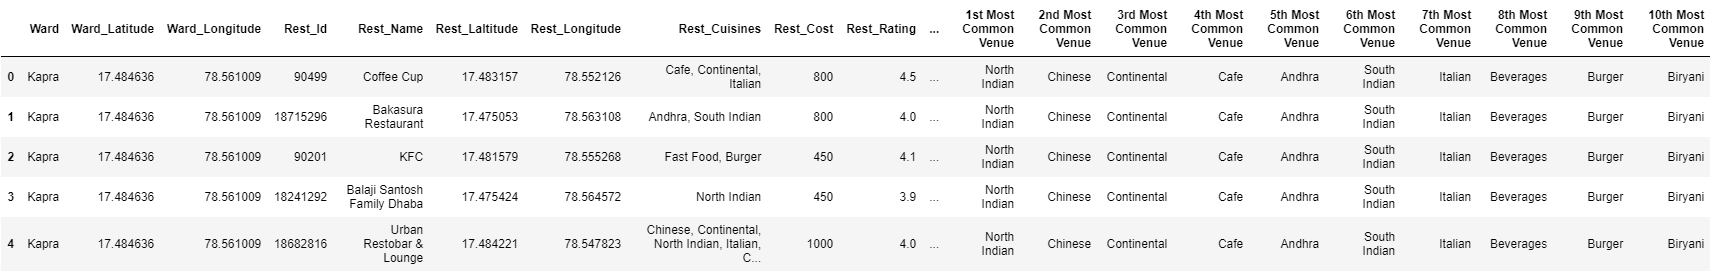 Ward Ward_Latitude Ward_Longitude Rest_Id Rest_Name Rest_Laltitude Rest_Longitude Rest_Cuisines Rest_Cost Rest_Rating ... 1st Most Common Venue 2nd Most Common Venue 3rd Most Common Venue 4th Most Common Venue 5th Most Common Venue 6th Most Common Venue 7th Most Common Venue 8th Most Common Venue 9th Most Common Venue 10th Most Common Venue
0 Kapra 17.484636 78.561009 90499 Coffee Cup 17.483157 78.552126 Cafe, Continental, Italian 800 4.5 ... North Indian Chinese Continental Cafe Andhra South Indian Italian Beverages Burger Biryani
1 Kapra 17.484636 78.561009 18715296 Bakasura Restaurant 17.475053 78.563108 Andhra, South Indian 800 4.0 ... North Indian Chinese Continental Cafe Andhra South Indian Italian Beverages Burger Biryani
2 Kapra 17.484636 78.561009 90201 KFC 17.481579 78.555268 Fast Food, Burger 450 4.1 ... North Indian Chinese Continental Cafe Andhra South Indian Italian Beverages Burger Biryani
3 Kapra 17.484636 78.561009 18241292 Balaji Santosh Family Dhaba 17.475424 78.564572 North Indian 450 3.9 ... North Indian Chinese Continental Cafe Andhra South Indian Italian Beverages Burger Biryani
4 Kapra 17.484636 78.561009 18682816 Urban Restobar & Lounge 17.484221 78.547823 Chinese, Continental, North Indian, Italian, C... 1000 4.0 ... North Indian Chinese Continental Cafe Andhra South Indian Italian Beverages Burger Biryani